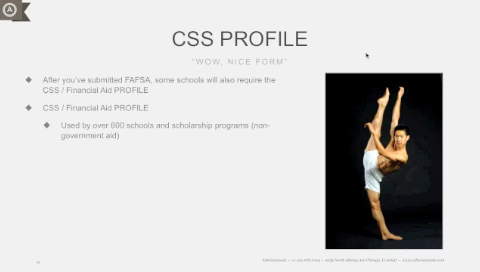 A
CSS PROFILE
"WOW, NICE FORM"
After you've submitted FAFSA, some schools will also require the
CSS / Financial Aid PROFILE
CSS / Financial Aid PROFILE
Used by over 600 schools and scholarship programs (non-
government aid)